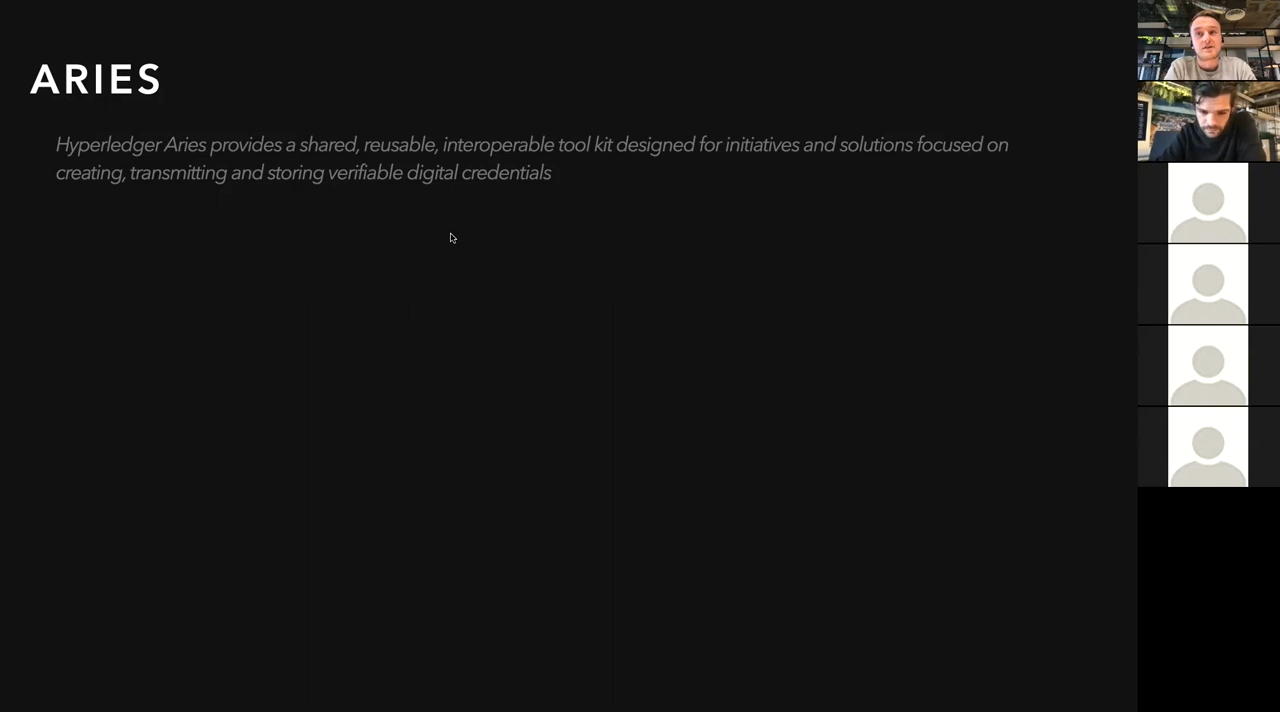 ARIES
Hyperledger Aries provides a shared, reusable, interoperable tool kit designed for initiatives and solutions focused on
creating, transmitting and storing verifiable digital credentials